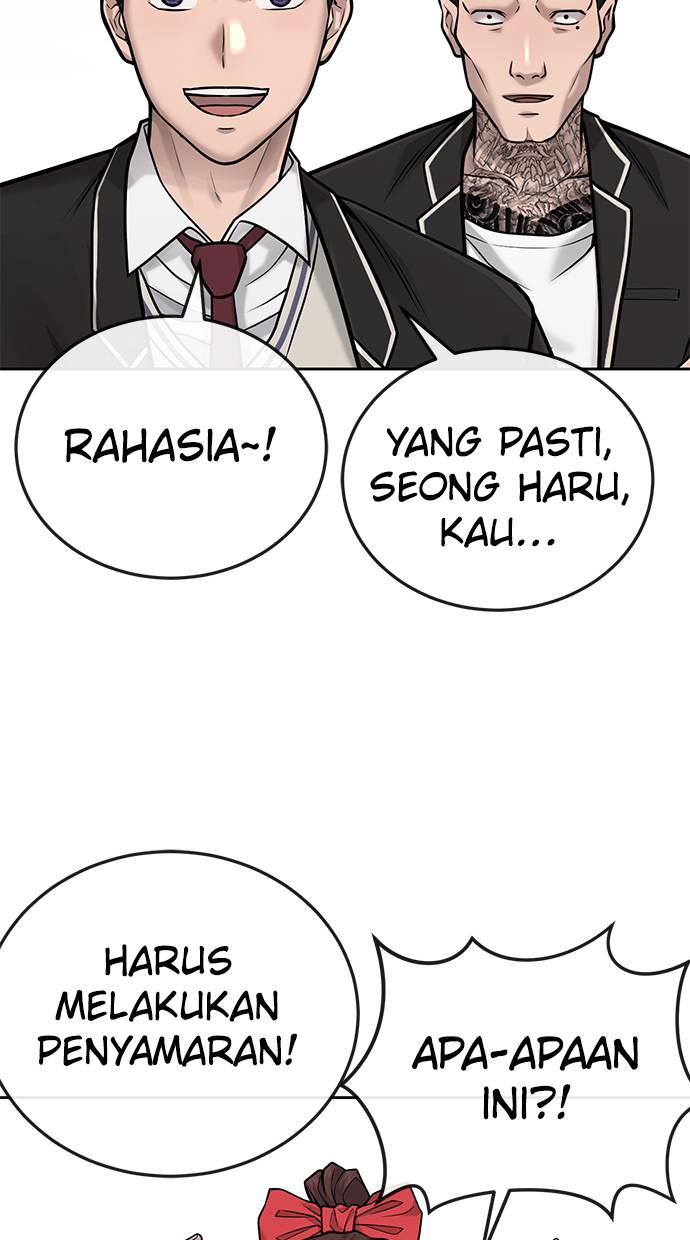 RAHASIA~!
YANG PASTI,
SEONG HARU,
KAU...
HARUS
MELAKUKAN
PENYAMARAN!
APA-APAAN
INI?!